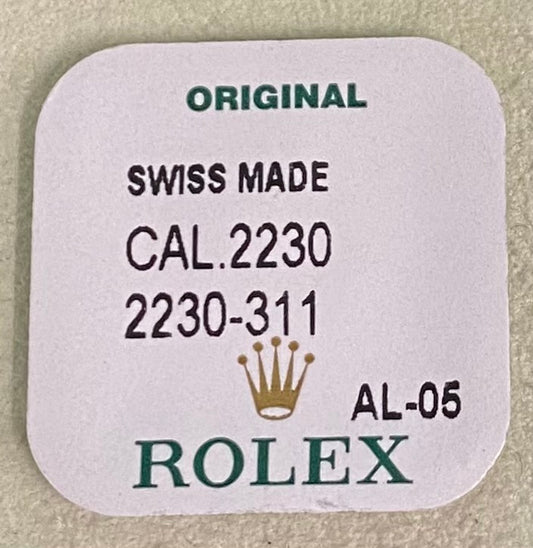 ORIGINAL
SWISS MADE
CAL.2230
2230-311
AL-05
ROLEX